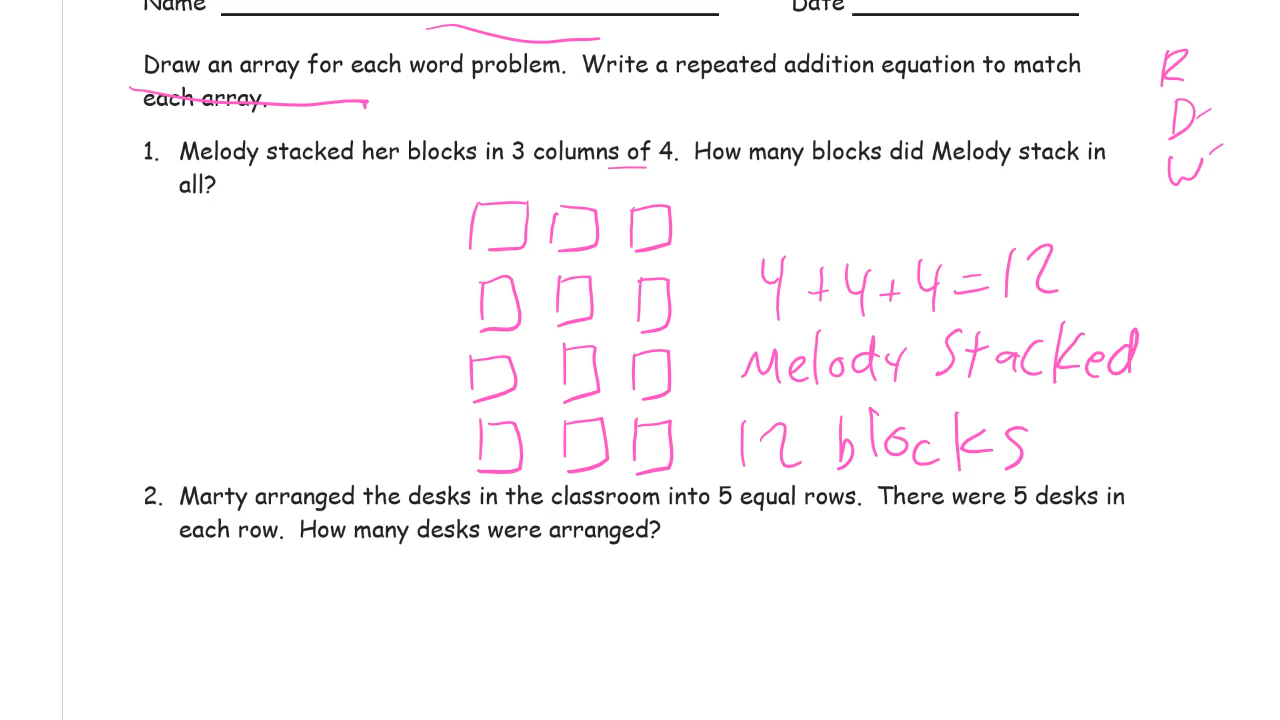 Name Date
Draw an array for each word problem. Write a repeated addition equation to match
each array.
R
D
W
1. Melody stacked her blocks in 3 columns of 4. How many blocks did Melody stack in
all?
4+4+4=12
Melody Stacked
12 blocks
2. Marty arranged the desks in the classroom into 5 equal rows. There were 5 desks in
each row. How many desks were arranged?